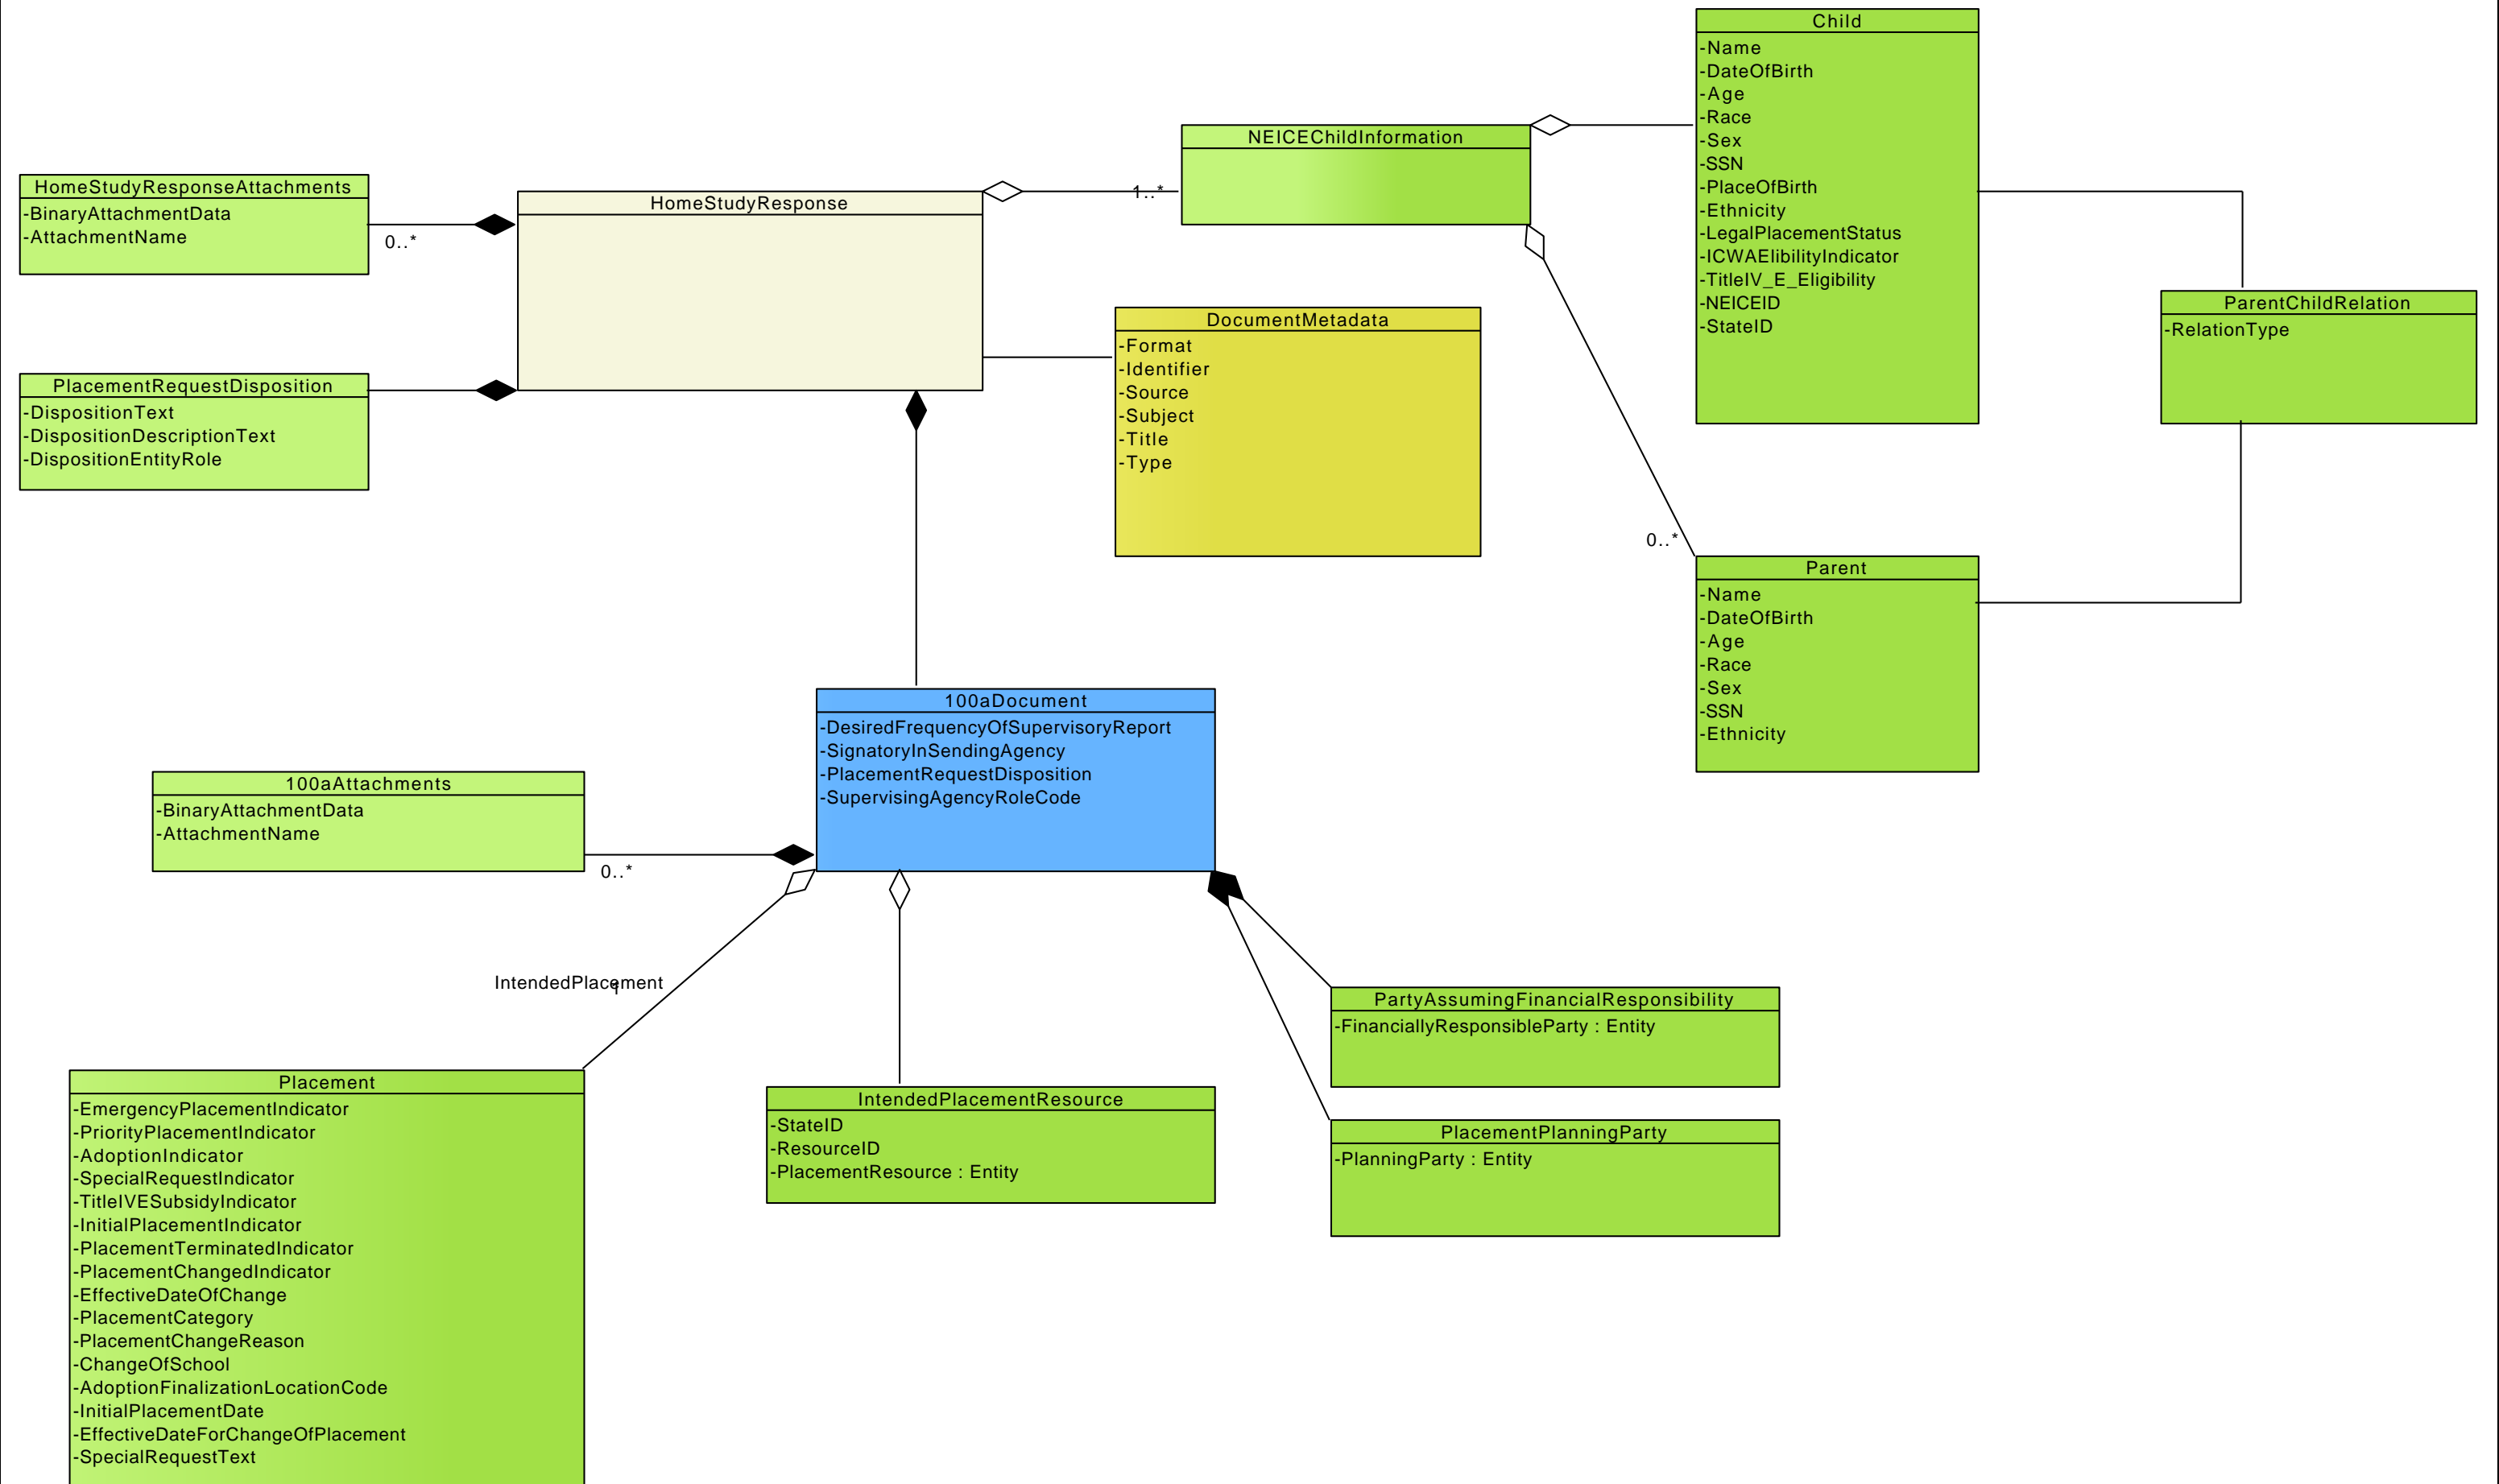 Child
-Name
-DateOfBirth
-Age
-Race
-Sex
-SSN
-PlaceOfBirth
-Ethnicity
-LegalPlacementStatus
-ICWAElibilityIndicator
-TitleIV_E_Eligibility
-NEICEID
-StateID
NEICEChildInformation
1..*
HomeStudyResponseAttachments
-BinaryAttachmentData
-AttachmentName
0..*
HomeStudyResponse
ParentChildRelation
-RelationType
DocumentMetadata
-Format
-Identifier
-Source
-Subject
-Title
-Type
PlacementRequestDisposition
-DispositionText
-DispositionDescriptionText
-DispositionEntityRole
0..*
Parent
-Name
-DateOfBirth
-Age
-Race
-Sex
-SSN
-Ethnicity
100aDocument
-DesiredFrequencyOfSupervisoryReport
-SignatoryInSendingAgency
-PlacementRequestDisposition
-SupervisingAgencyRoleCode
100aAttachments
-BinaryAttachmentData
-AttachmentName
0..*
IntendedPlacement
1
PartyAssumingFinancialResponsibility
-FinanciallyResponsibleParty : Entity
Placement
-EmergencyPlacementIndicator
-PriorityPlacementIndicator
-AdoptionIndicator
-SpecialRequestIndicator
-TitleIVESubsidyIndicator
-InitialPlacementIndicator
-PlacementTerminatedIndicator
-PlacementChangedIndicator
-EffectiveDateOfChange
-PlacementCategory
-PlacementChangeReason
-ChangeOfSchool
-AdoptionFinalizationLocationCode
-InitialPlacementDate
-EffectiveDateForChangeOfPlacement
-SpecialRequestText
IntendedPlacementResource
-StateID
-ResourceID
-PlacementResource : Entity
PlacementPlanningParty
-PlanningParty : Entity